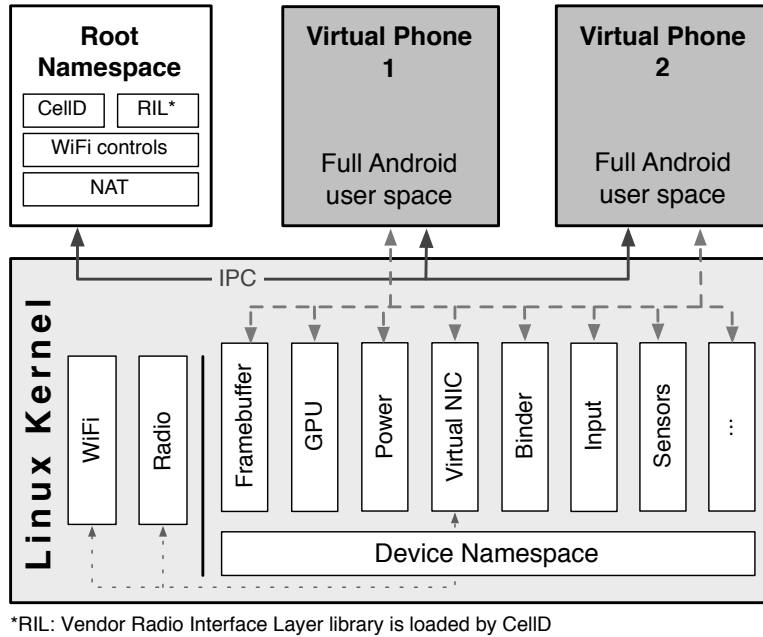 Root
Namespace
CellD
RIL*
WiFi controls
NAT
Virtual Phone
1
Full Android
user space
Virtual Phone
2
Full Android
user space
IPC
Linux Kernel
WiFi
Radio
Framebuffer
GPU
Power
Virtual NIC
Binder
Input
Sensors
...
Device Namespace
*RIL: Vendor Radio Interface Layer library is loaded by CellD